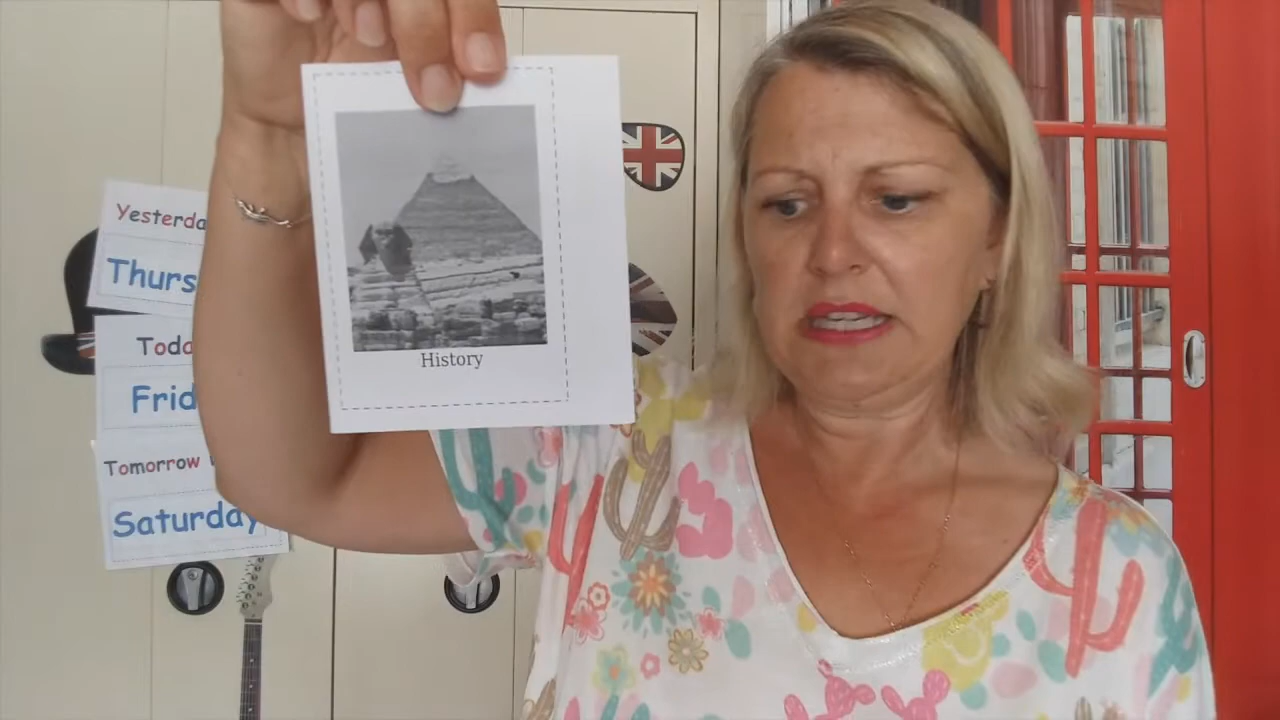 Yesterda
Thurs
Toda
Frid
Tomorrow
Saturday
History